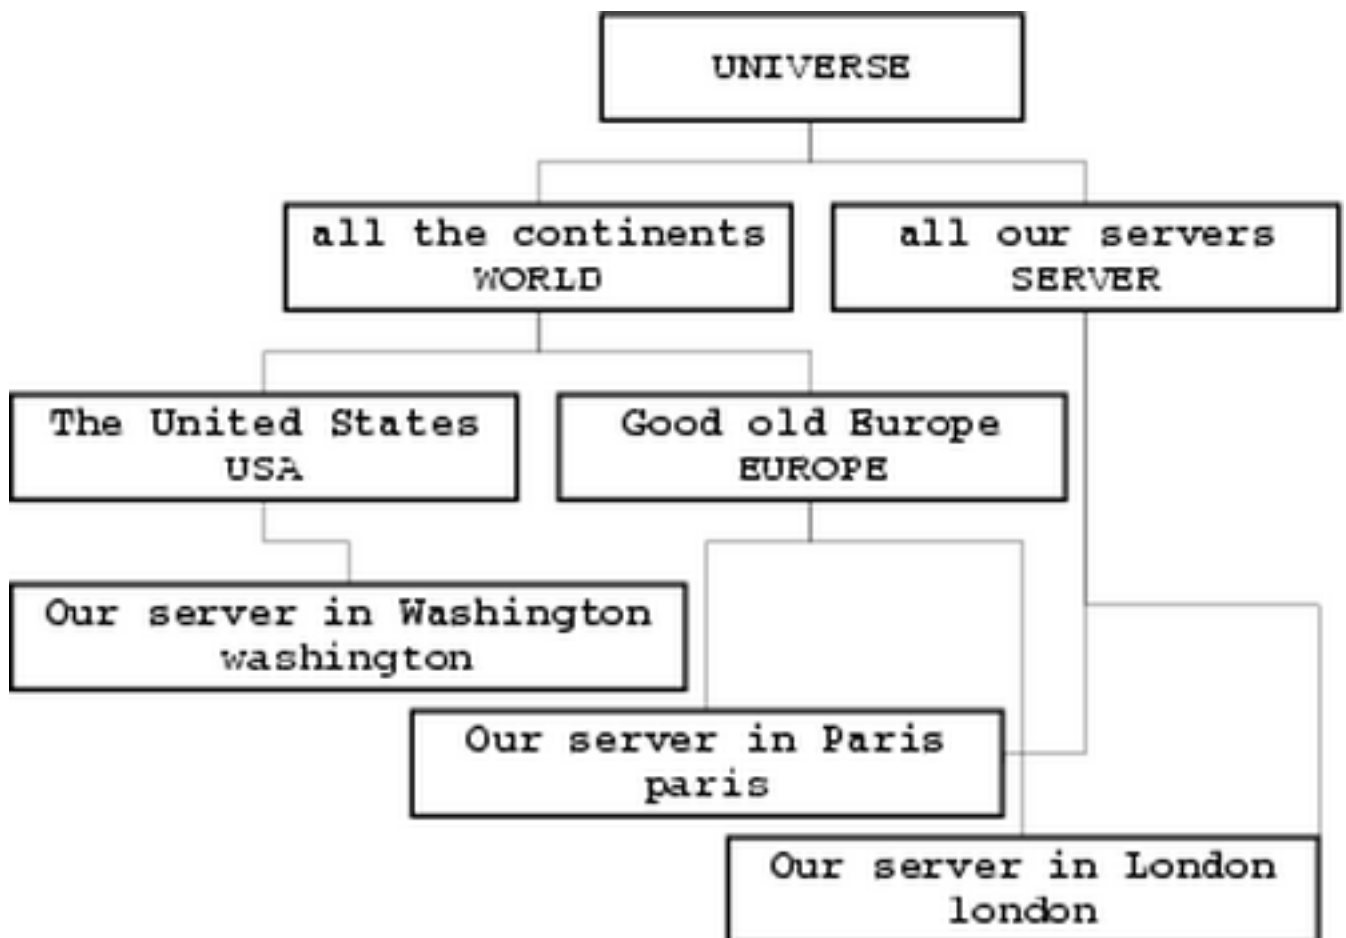 UNIVERSE
all the continents
WORLD
all our servers
SERVER
The United States
USA
Good old Europe
EUROPE
Our server in Washington
washington
Our server in Paris
paris
Our server in London
london